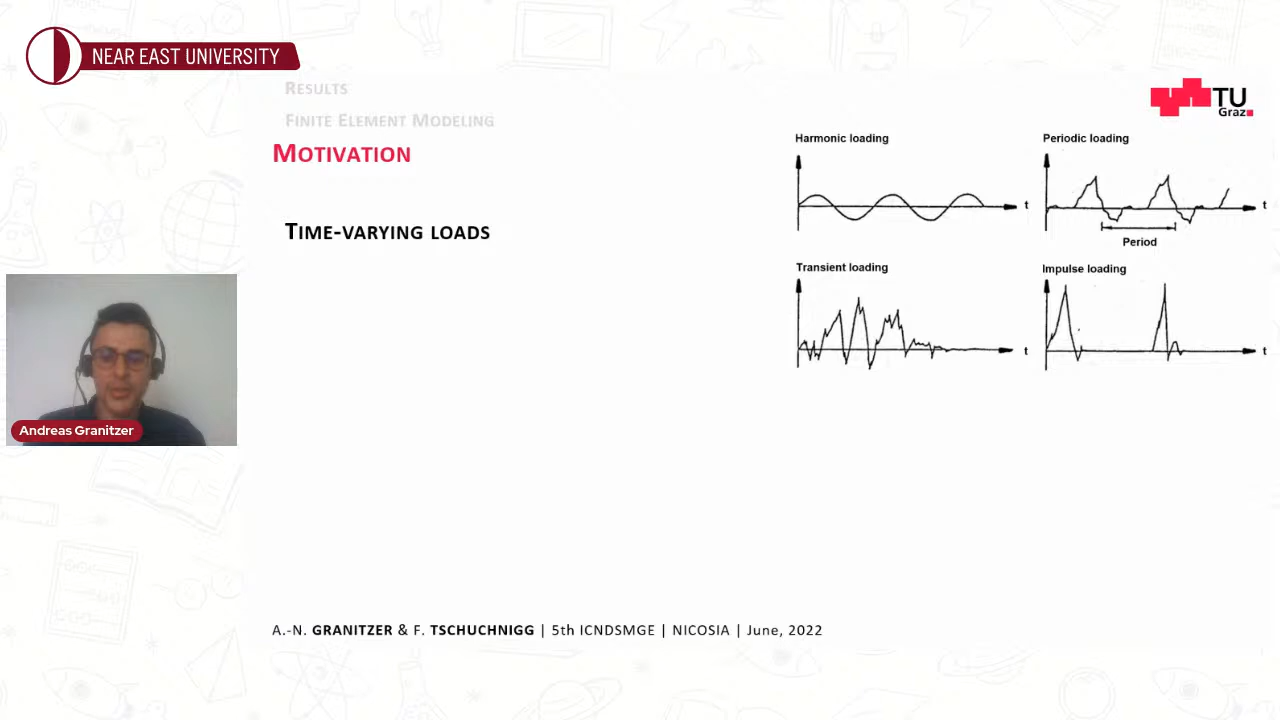 NEAR EAST UNIVERSITY
RESULTS
FINITE ELEMENT MODELING
MOTIVATION
TIME-VARYING LOADS
TU
Graz
Harmonic loading
t
Periodic loading
t
Period
Transient loading
t
Impulse loading
t
Andreas Granitzer
A.-N. GRANITZER & F. TSCHUCHNIGG | 5th ICNDSMGE | NICOSIA | June, 2022